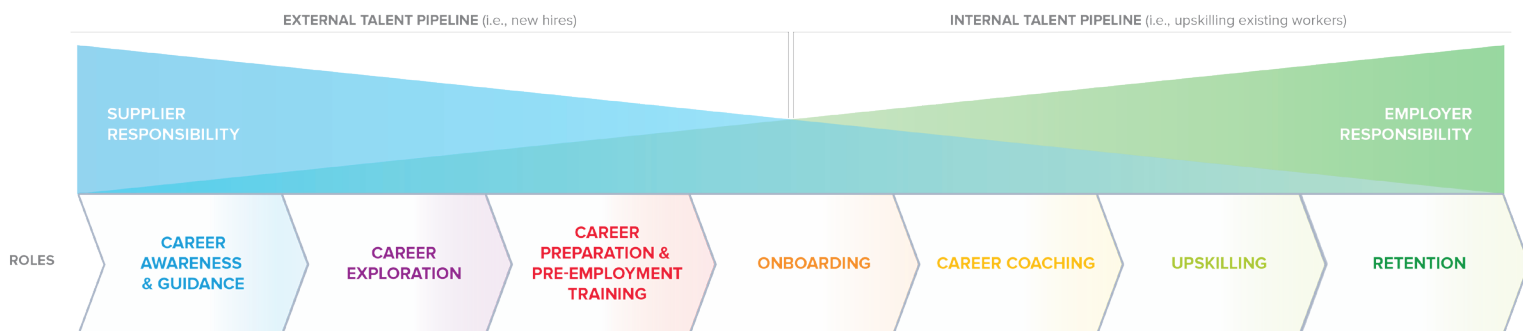 EXTERNAL TALENT PIPELINE (i.e., new hires)
INTERNAL TALENT PIPELINE (i.e., upskilling existing workers)
SUPPLIER
RESPONSIBILITY
EMPLOYER
RESPONSIBILITY
ROLES
CAREER
AWARENESS
& GUIDANCE
CAREER
EXPLORATION
CAREER
PREPARATION &
PRE-EMPLOYMENT
TRAINING
ONBOARDING
CAREER COACHING
UPSKILLING
RETENTION